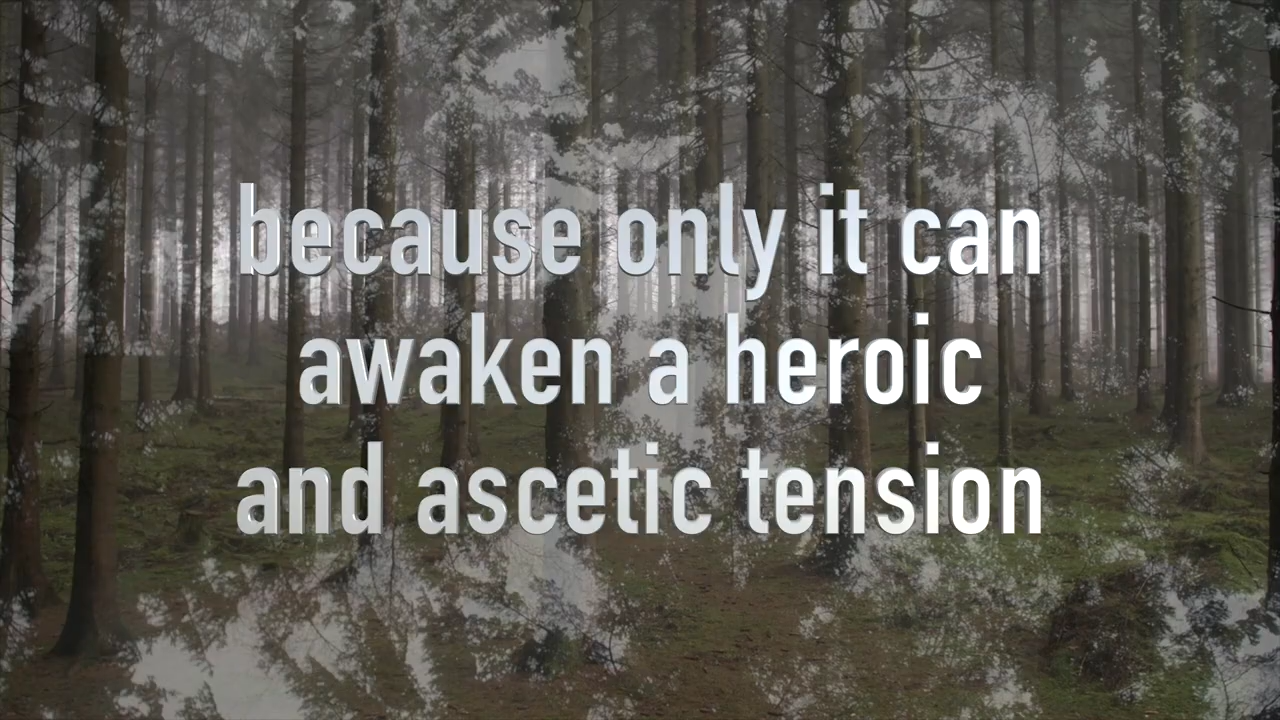 because only it can
awaken a heroic
and ascetic tension